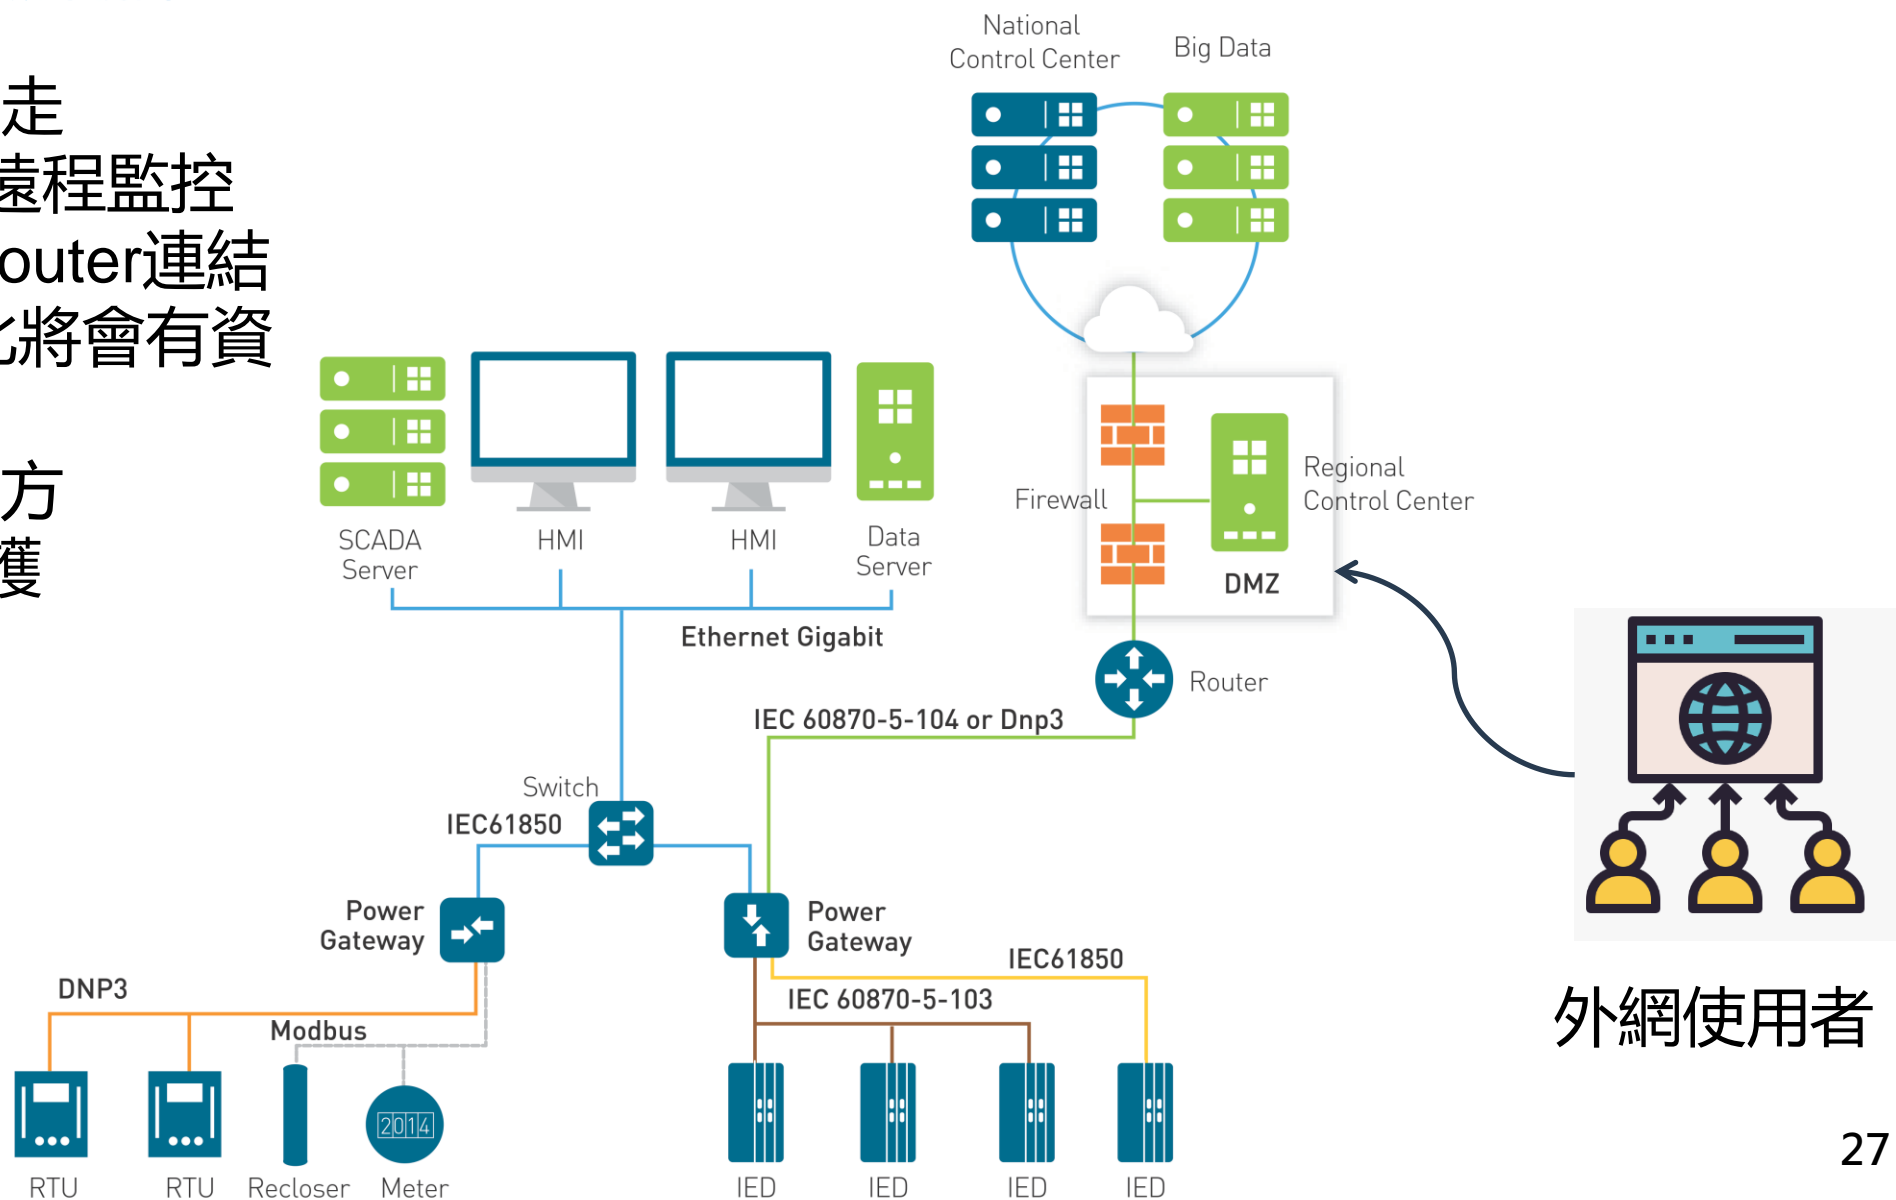 走
遠程監控
outer連結
將會有資
方
獲
National
Control Center
Big Data
SCADA
Server
HMI
HMI
Data
Server
Firewall
Regional
Control Center
DMZ
Ethernet Gigabit
Router
IEC 60870-5-104 or Dnp3
Switch
IEC61850
Power
Gateway
Power
Gateway
IEC61850
DNP3
IEC 60870-5-103
Modbus
2014
外網使用者
RTU
RTU
Recloser
Meter
IED
IED
IED
IED
27